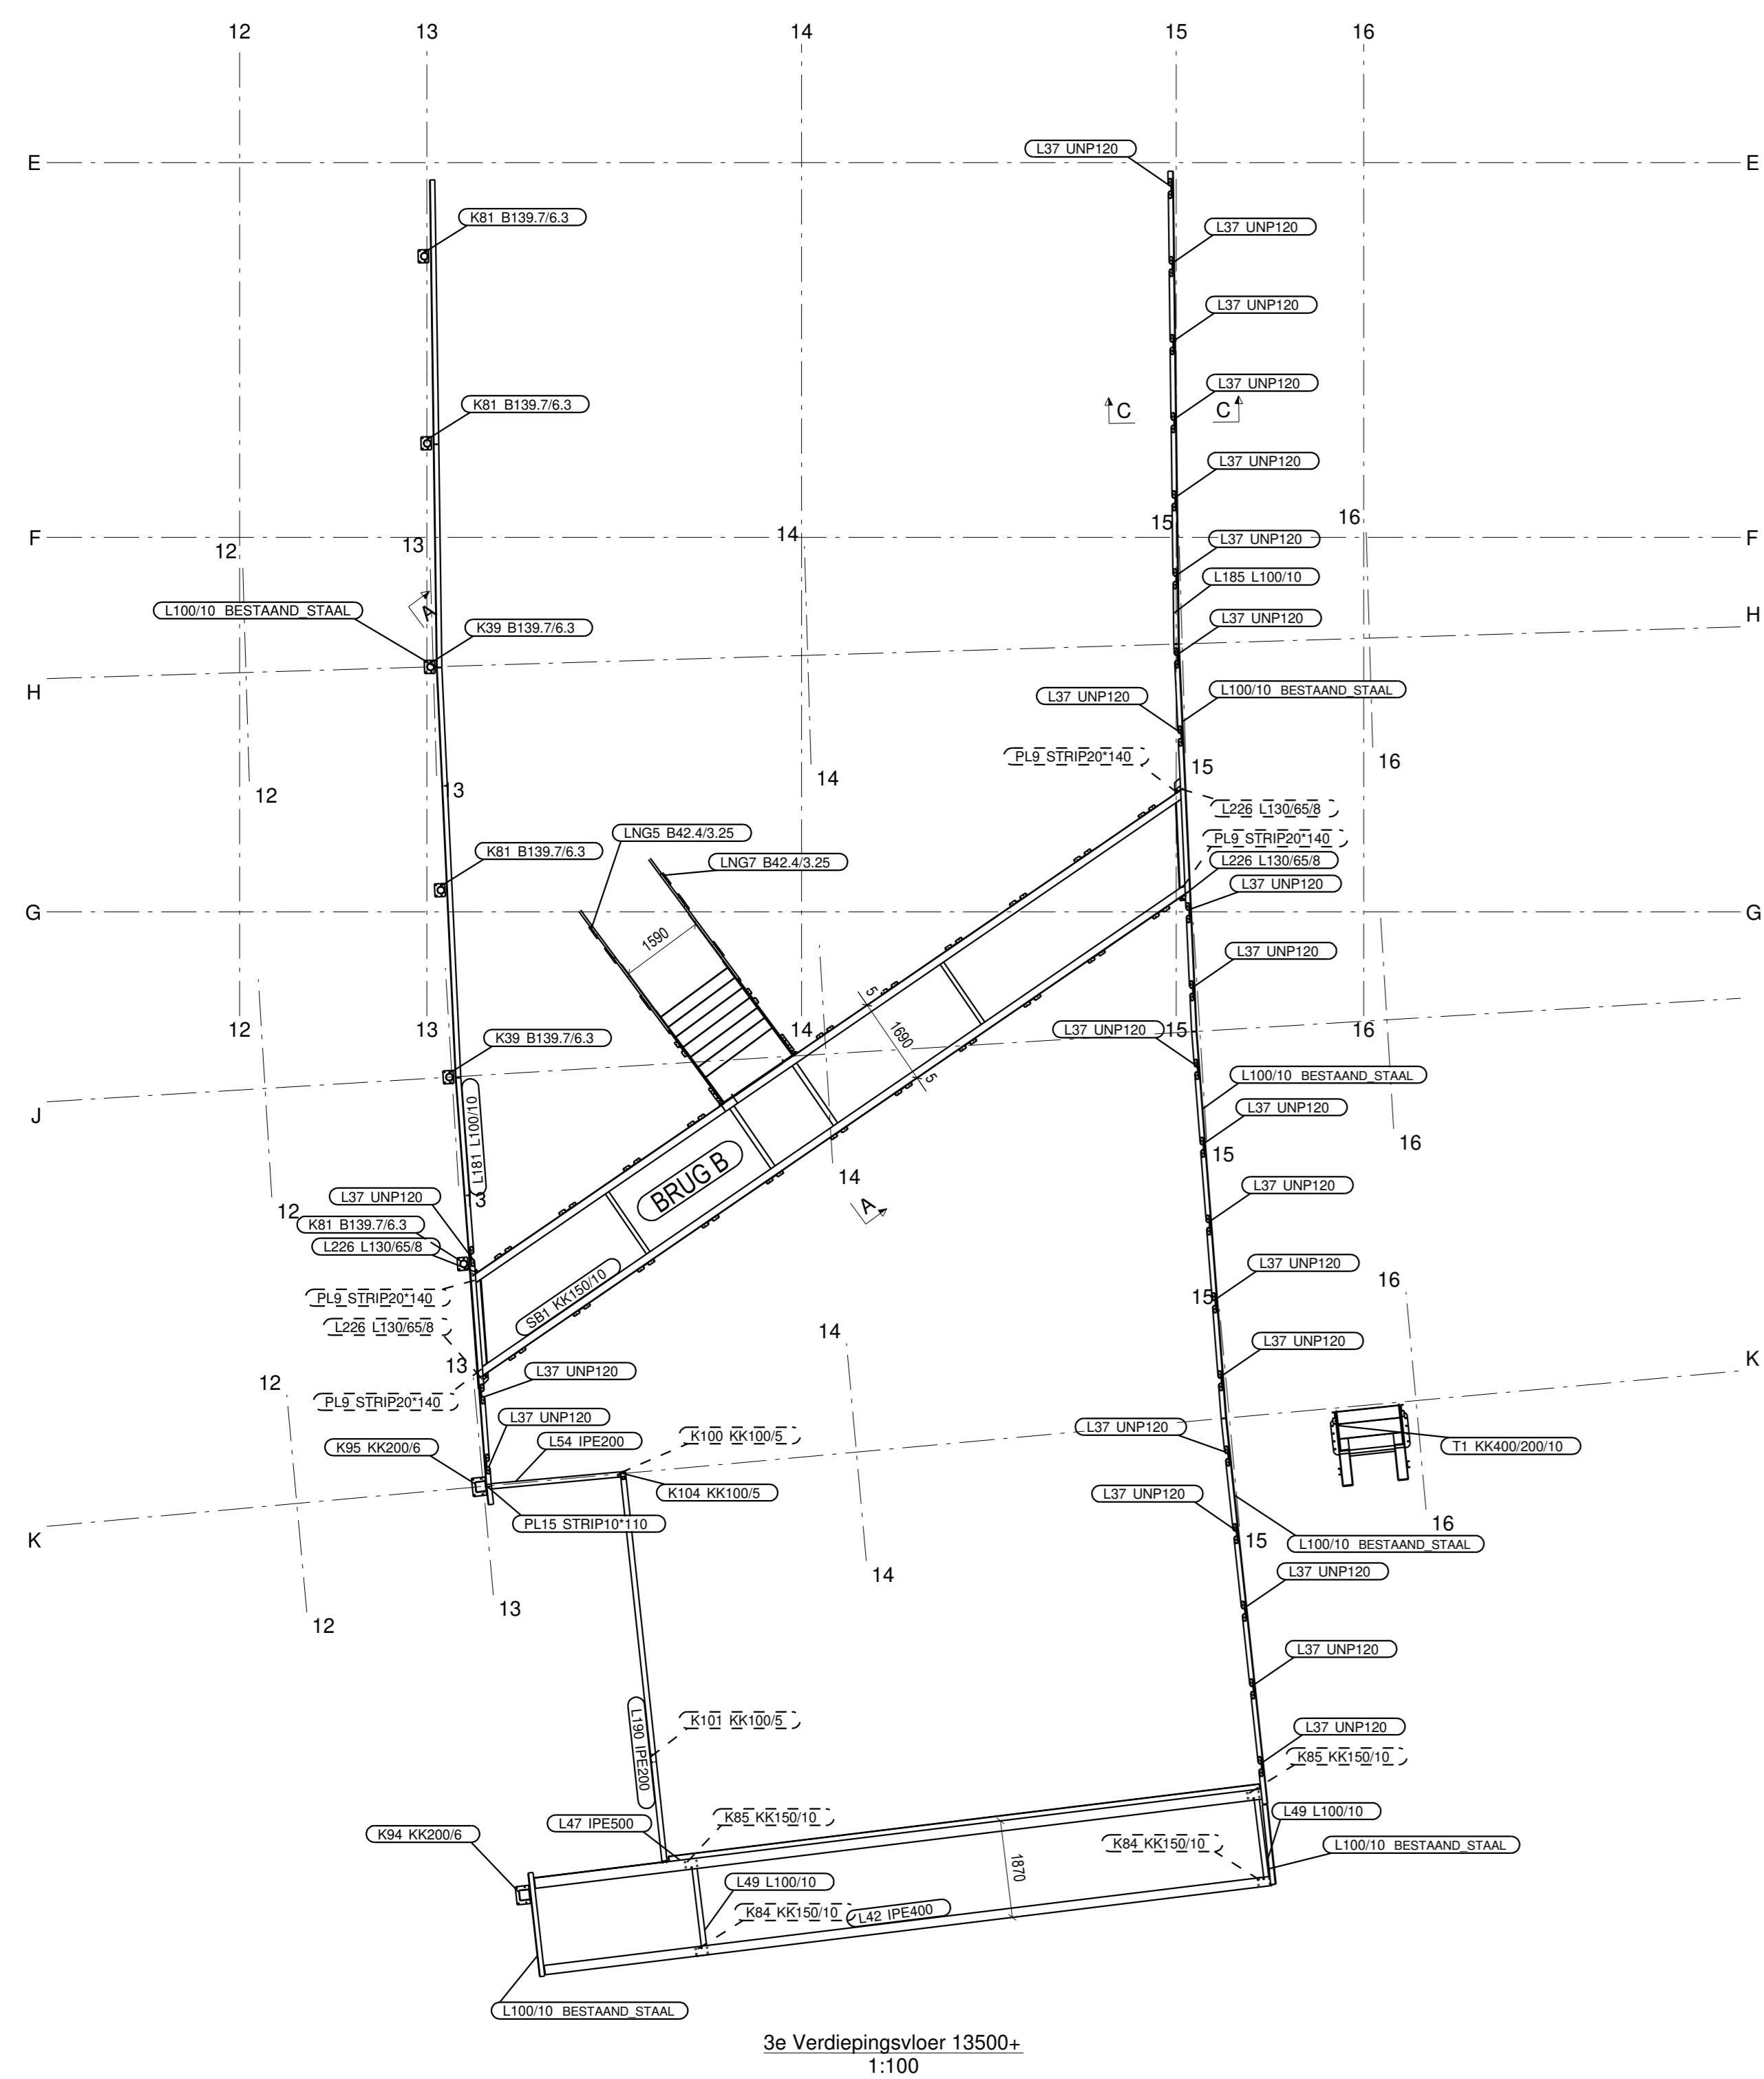 12 13 14 15 16
E E
L37 UNP120
K81 B139.7/6.3
L37 UNP120
L37 UNP120
L37 UNP120
K81 B139.7/6.3
C C
L37 UNP120
15 16
F 12 13 14 F
L37 UNP120
L185 L100/10
L100/10 BESTAAND_STAAL
A
K39 B139.7/6.3
L37 UNP120
H
H
L37 UNP120
L100/10 BESTAAND_STAAL
PL9 STRIP20*140
12 13 14 15 16
L226 L130/65/8
LNG5 B42.4/3.25
PL9 STRIP20*140
K81 B139.7/6.3
LNG7 B42.4/3.25
L226 L130/65/8
L37 UNP120
G G
1590
L37 UNP120
5
1690
5
12 13 14 15 16
L37 UNP120
K39 B139.7/6.3
L100/10 BESTAAND_STAAL
J
L181 L100/10
L37 UNP120
16
15
BRUG B
14
L37 UNP120
L37 UNP120
3
12
A
K81 B139.7/6.3
L226 L130/65/8
L37 UNP120
SB1 KK150/10
PL9 STRIP20*140
15 16
L226 L130/65/8
14
L37 UNP120
13
K
L37 UNP120
12
PL9 STRIP20*140
L37 UNP120
L37 UNP120
K100 KK100/5
L54 IPE200
K95 KK200/6
T1 KK400/200/10
K104 KK100/5
L37 UNP120
PL15 STRIP10*110
16
K
15
L100/10 BESTAAND_STAAL
14
L37 UNP120
13
12
L37 UNP120
K101 KK100/5
L190 IPE200
L37 UNP120
K85 KK150/10
L47 IPE500
K85 KK150/10
L49 L100/10
K94 KK200/6
K84 KK150/10
L100/10 BESTAAND_STAAL
1870
L49 L100/10
K84 KK150/10
L42 IPE400
L100/10 BESTAAND_STAAL
3e Verdiepingsvloer 13500+
1:100